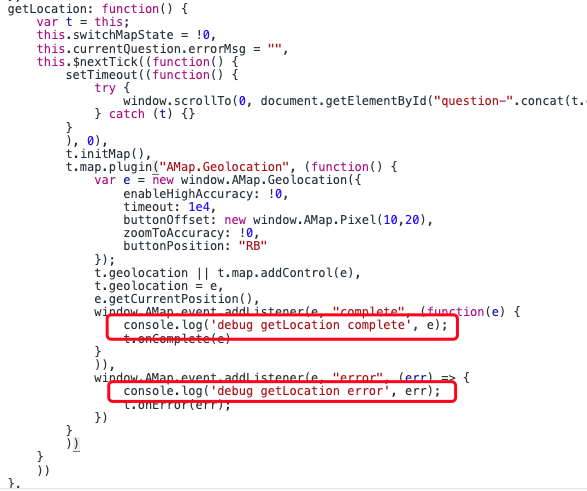 getLocation: function() {
var t = this;
this.switchMapState = !0,
this.currentQuestion.errorMsg = "",
this.$nextTick((function() {
setTimeout((function() {
try {
window.scrollTo(0, document.getElementById("question-".concat(t.
} catch (t) {}
}
), 0),
t.initMap(),
t.map.plugin("AMap.Geolocation", (function() {
var e = new window.AMap.Geolocation({
enableHighAccuracy: !0,
timeout: 1e4,
buttonOffset: new window.AMap.Pixel(10,20),
zoomToAccuracy: !0,
buttonPosition: "RB"
});
t.geolocation || t.map.addControl(e),
t.geolocation = e,
e.getCurrentPosition(),
window.AMap.event.addListener(e, "complete", (function(e) {
console.log('debug getLocation complete', e);
t.onComplete(e)
}
)),
window.AMap.event.addListener(e, "error", (err) => {
console.log('debug getLocation error', err);
t.onError(err);
})
}
))
}
))
},